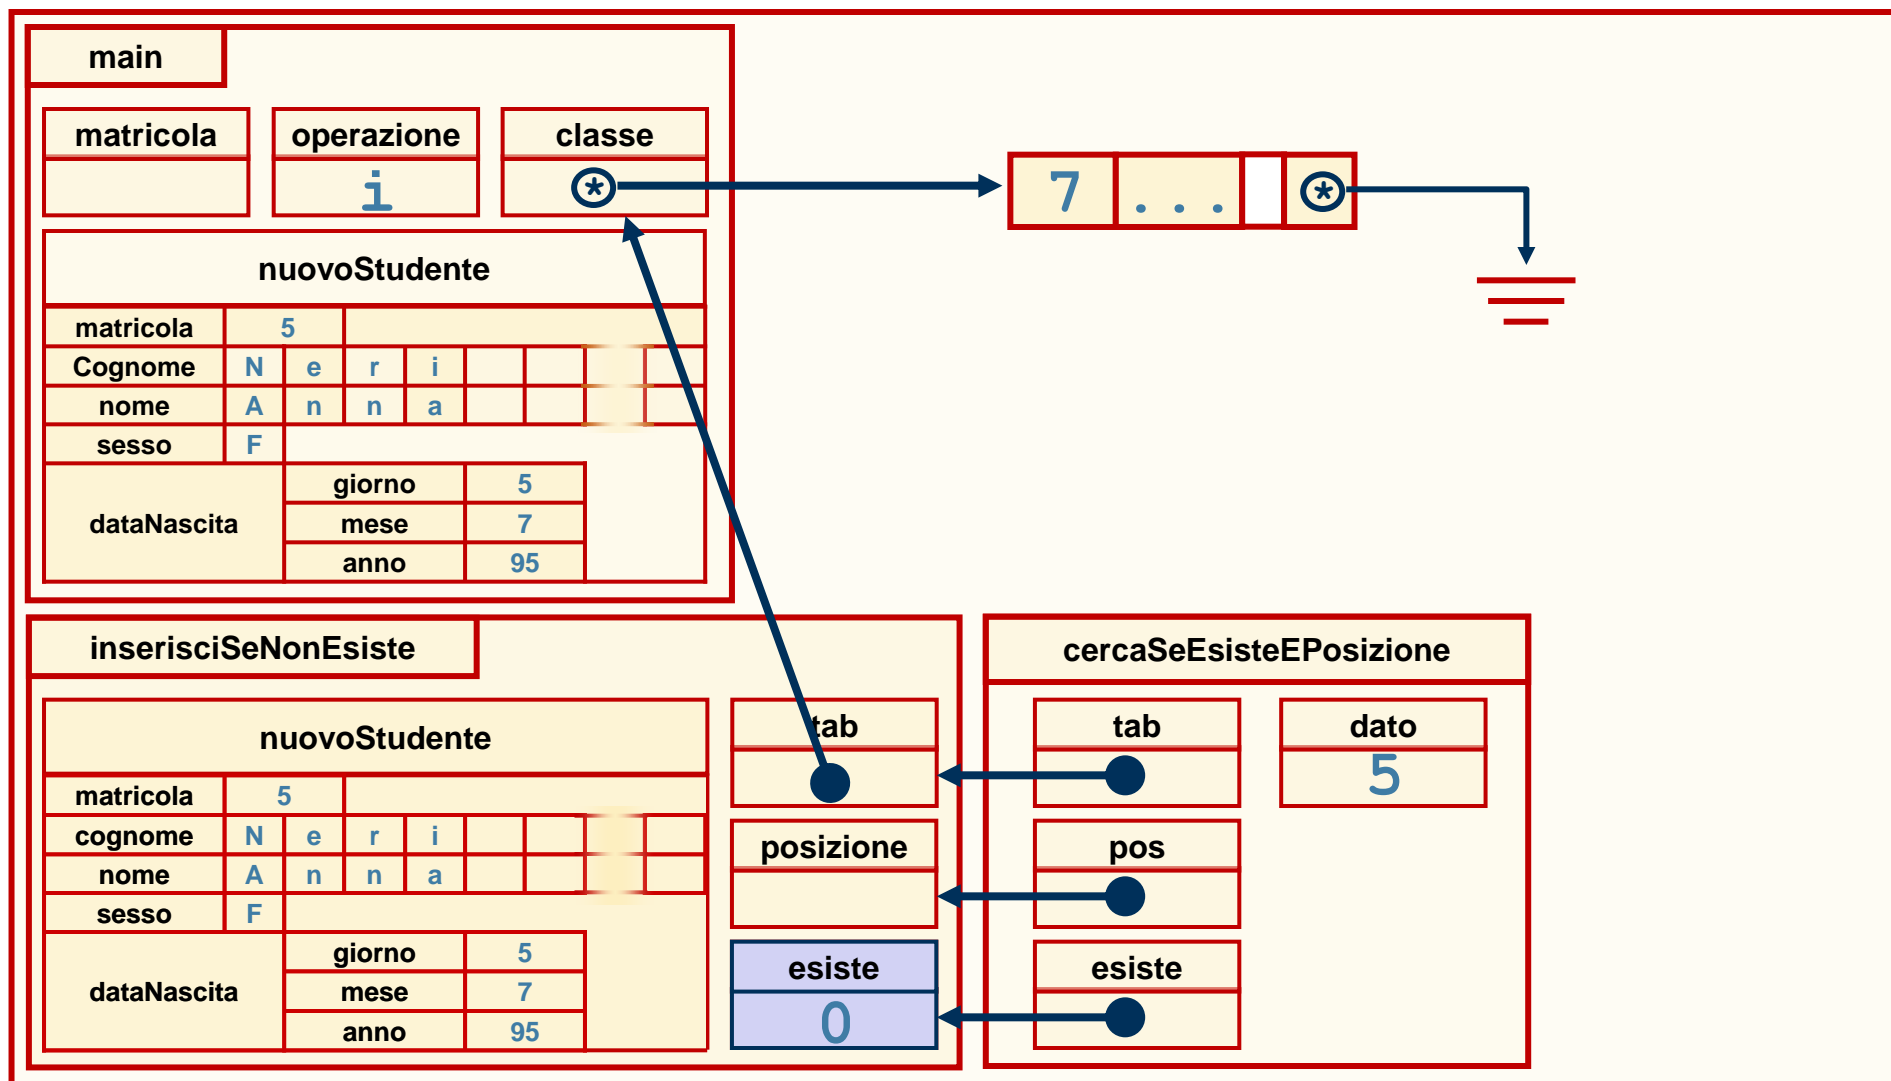 main
matricola operazione classe
i *
7 ... *
nuovoStudente
matricola 5
Cognome N e r i
nome A n n a
sesso F
dataNascita
giorno 5
mese 7
anno 95
inserisciSeNonEsiste
nuovoStudente
matricola 5
cognome N e r i
nome A n n a
sesso F
dataNascita
giorno 5
mese 7
anno 95
tab
posizione
esiste
0
cercaSeEsisteEPosizione
tab dato
5
pos
esiste